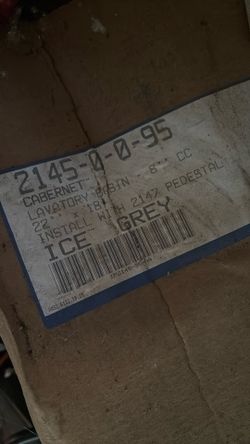 2145-0-0-95
CABERNET
LAVATORY BASIN - 8" CC
22" x 18"
INSTALL WITH 2147 PEDESTAL
ICE GREY